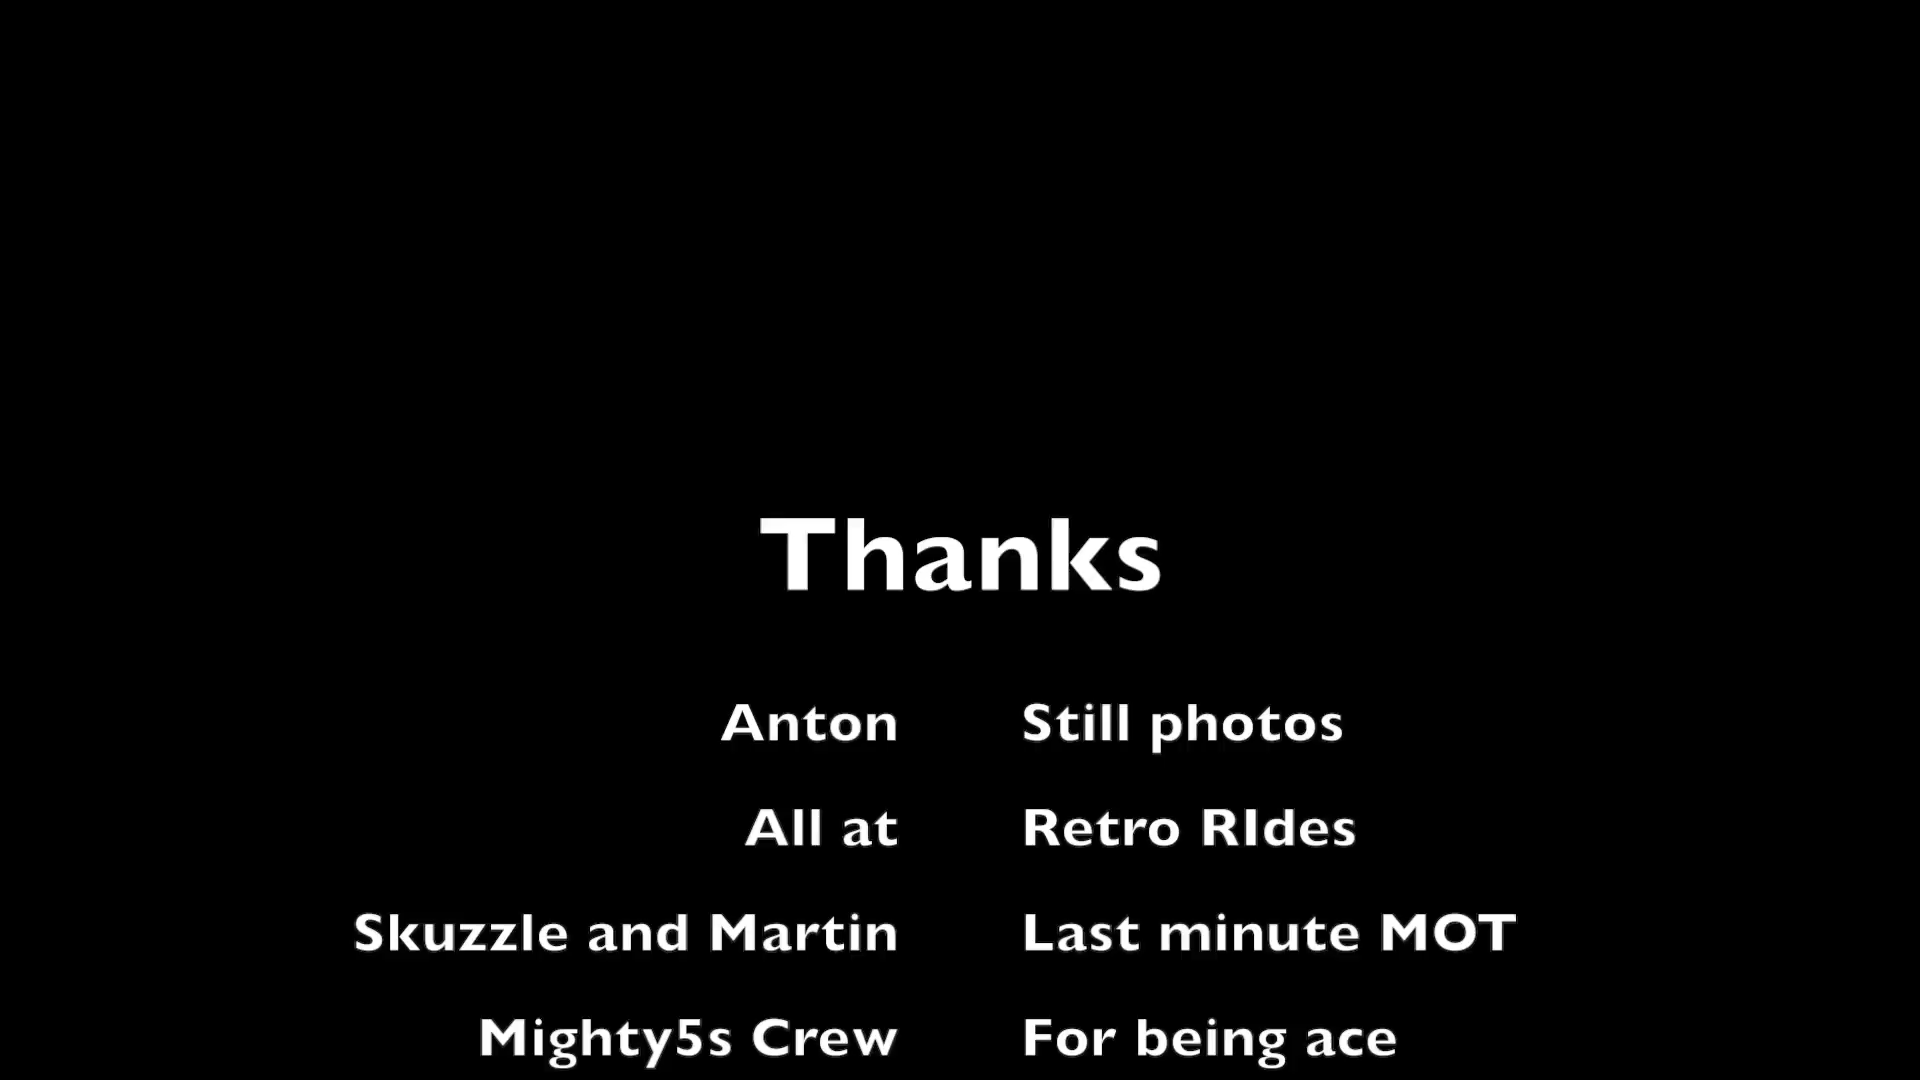 Thanks
Anton Still photos
All at Retro RIdes
Skuzzle and Martin Last minute MOT
Mighty5s Crew For being ace